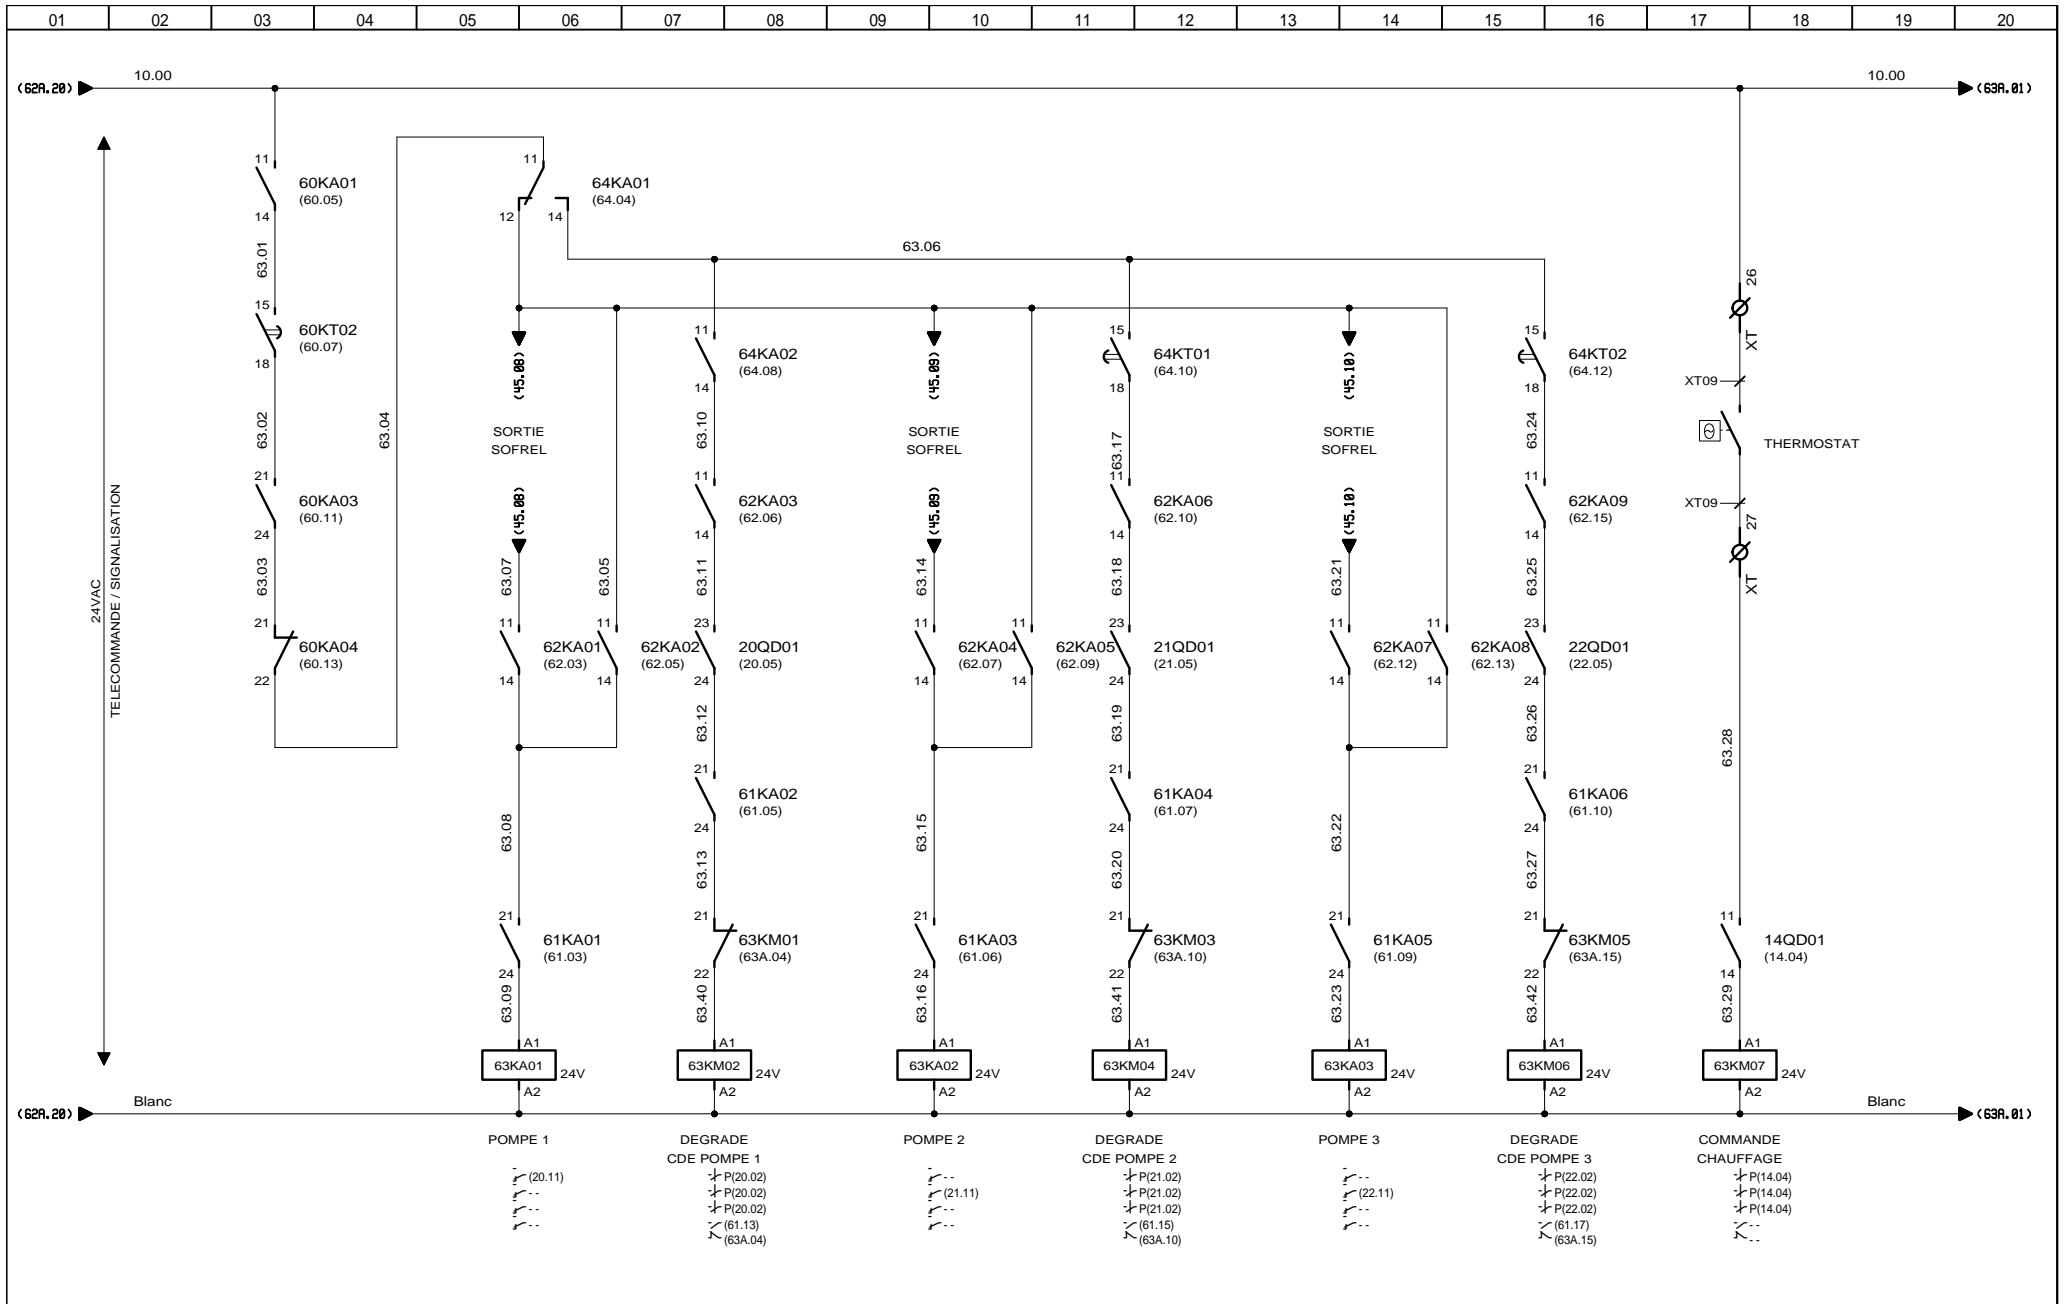 01 02 03 04 05 06 07 08 09 10 11 12 13 14 15 16 17 18 19 20
(62A.20) 10.00 10.00 (63A.01)
24VAC
TELECOMMANDE / SIGNALISATION
11
60KA01
(60.05)
14
63.01
15
60KT02
(60.07)
18
63.02
21
60KA03
(60.11)
24
63.03
21
60KA04
(60.13)
22
63.04
11
64KA01
(64.04)
12 14
63.06
(45.08)
SORTIE
SOFREL
(45.08)
63.07
63.05
11
62KA01
(62.03)
14
11
62KA02
(62.05)
14
63.08
21
61KA01
(61.03)
24
63.09
A1
63KA01
24V
A2
11
64KA02
(64.08)
14
63.10
11
62KA03
(62.06)
14
63.11
23
20QD01
(20.05)
24
63.12
21
61KA02
(61.05)
24
63.13
21
63KM01
(63A.04)
22
63.40
A1
63KM02
24V
A2
(45.09)
SORTIE
SOFREL
(45.09)
63.14
11
62KA04
(62.07)
14
11
62KA05
(62.09)
14
63.15
21
61KA03
(61.06)
24
63.16
A1
63KA02
24V
A2
15
64KT01
(64.10)
18
63.17
11
62KA06
(62.10)
14
63.18
23
21QD01
(21.05)
24
63.19
21
61KA04
(61.07)
24
63.20
21
63KM03
(63A.10)
22
63.41
A1
63KM04
24V
A2
(45.10)
SORTIE
SOFREL
(45.10)
63.21
11
62KA07
(62.12)
14
11
62KA08
(62.13)
14
63.22
21
61KA05
(61.09)
24
63.23
A1
63KA03
24V
A2
15
64KT02
(64.12)
18
63.24
11
62KA09
(62.15)
14
63.25
23
22QD01
(22.05)
24
63.26
21
61KA06
(61.10)
24
63.27
21
63KM05
(63A.15)
22
63.42
A1
63KM06
24V
A2
26
XT
XT09
THERMOSTAT
XT09
27
XT
63.28
11
14QD01
(14.04)
14
63.29
A1
63KM07
24V
A2
(62A.20) Blanc Blanc (63A.01)
POMPE 1
(20.11)
--
--
--
DEGRADE
CDE POMPE 1
P(20.02)
P(20.02)
P(20.02)
(61.13)
(63A.04)
POMPE 2
--
(21.11)
--
--
DEGRADE
CDE POMPE 2
P(21.02)
P(21.02)
P(21.02)
(61.15)
(63A.10)
POMPE 3
--
(22.11)
--
--
DEGRADE
CDE POMPE 3
P(22.02)
P(22.02)
P(22.02)
(61.17)
(63A.15)
COMMANDE
CHAUFFAGE
P(14.04)
P(14.04)
P(14.04)
--
--